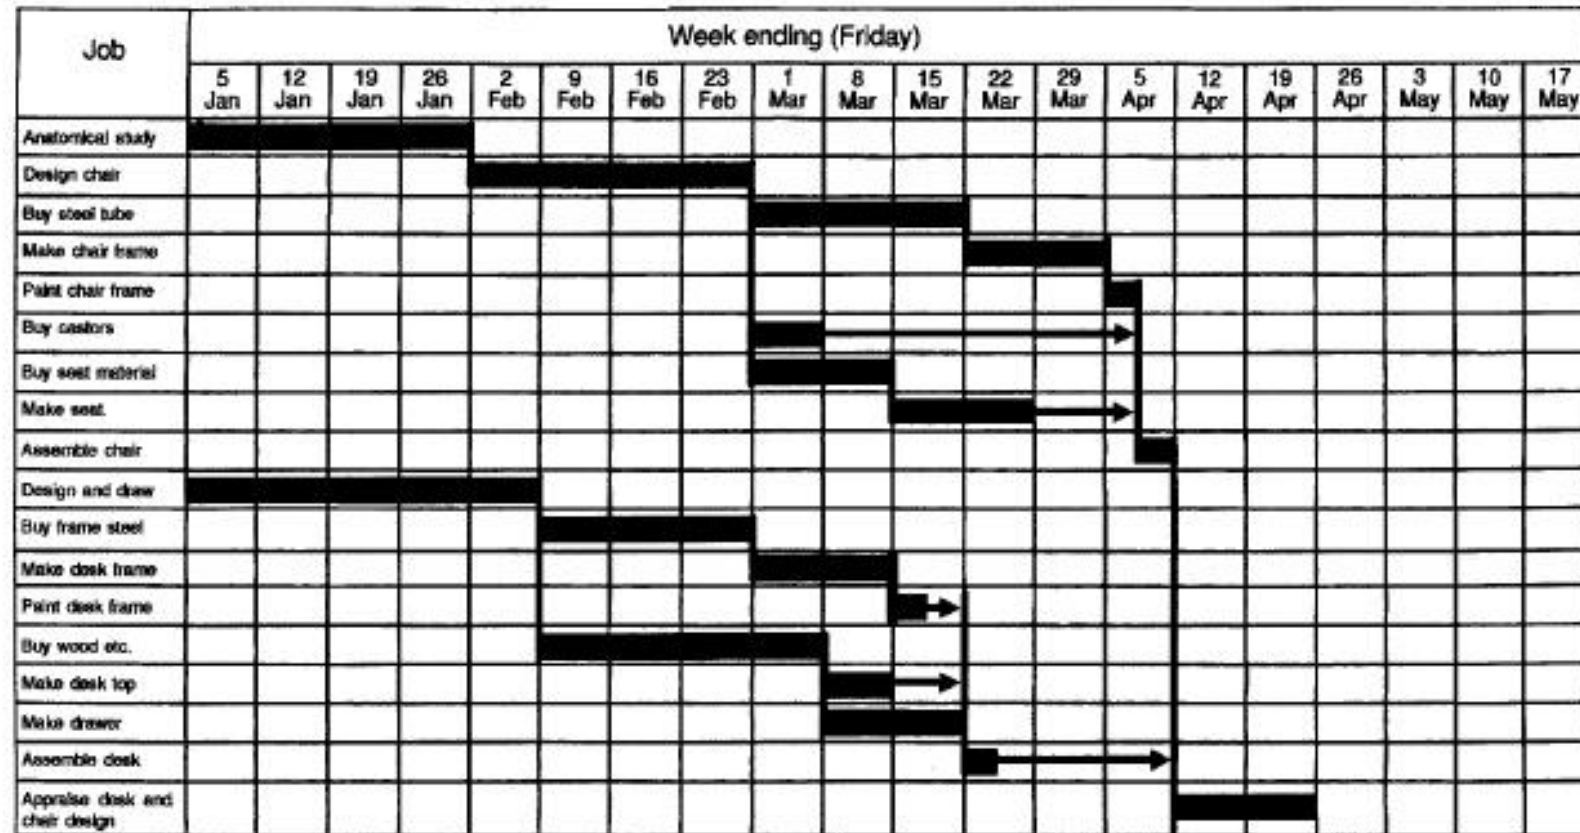 Job
Week ending (Friday)
5 12 19 26 2 9 16 23 1 8 15 22 29 5 12 19 26 3 10 17
Jan Jan Jan Jan Feb Feb Feb Feb Mar Mar Mar Mar Mar Apr Apr Apr Apr May May May
Anatomical study
Design chair
Buy steel tube
Make chair frame
Paint chair frame
Buy castors
Buy seat material
Make seat.
Assemble chair
Design and draw
Buy frame steel
Make desk frame
Paint desk frame
Buy wood etc.
Make desk top
Make drawer
Assemble desk
Appraise desk and
chair design